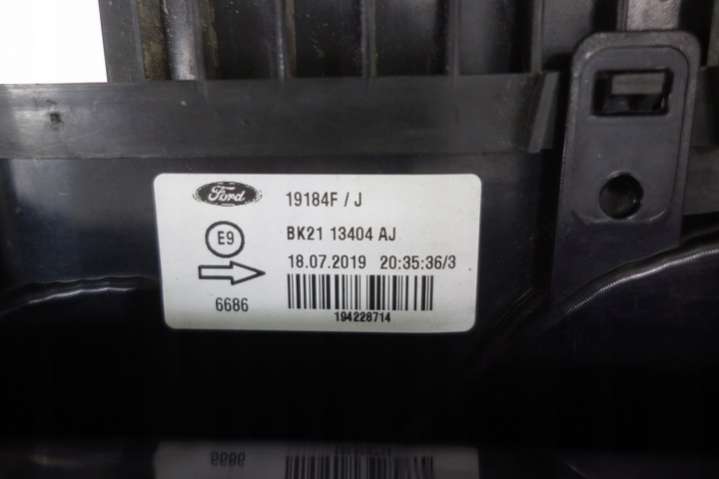 Ford
19184F / J
E9
BK21 13404 AJ
18.07.2019 20:35:36/3
6686
194228714